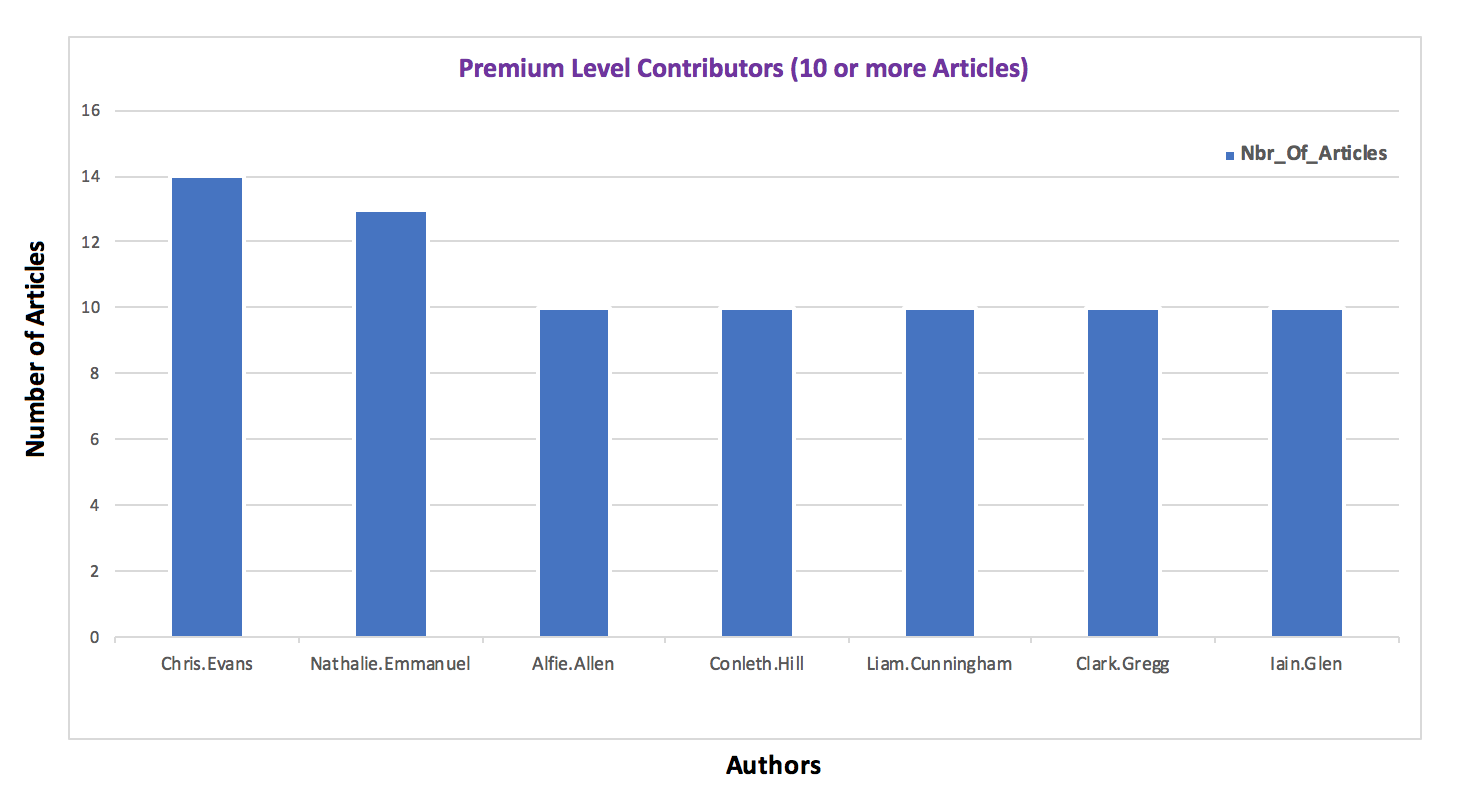 Premium Level Contributors (10 or more Articles)
Nbr_Of_Articles
Number of Articles
16
14
12
10
8
6
4
2
0
Chris.Evans Nathalie.Emmanuel Alfie.Allen Conleth.Hill Liam.Cunningham Clark.Gregg Iain.Glen
Authors